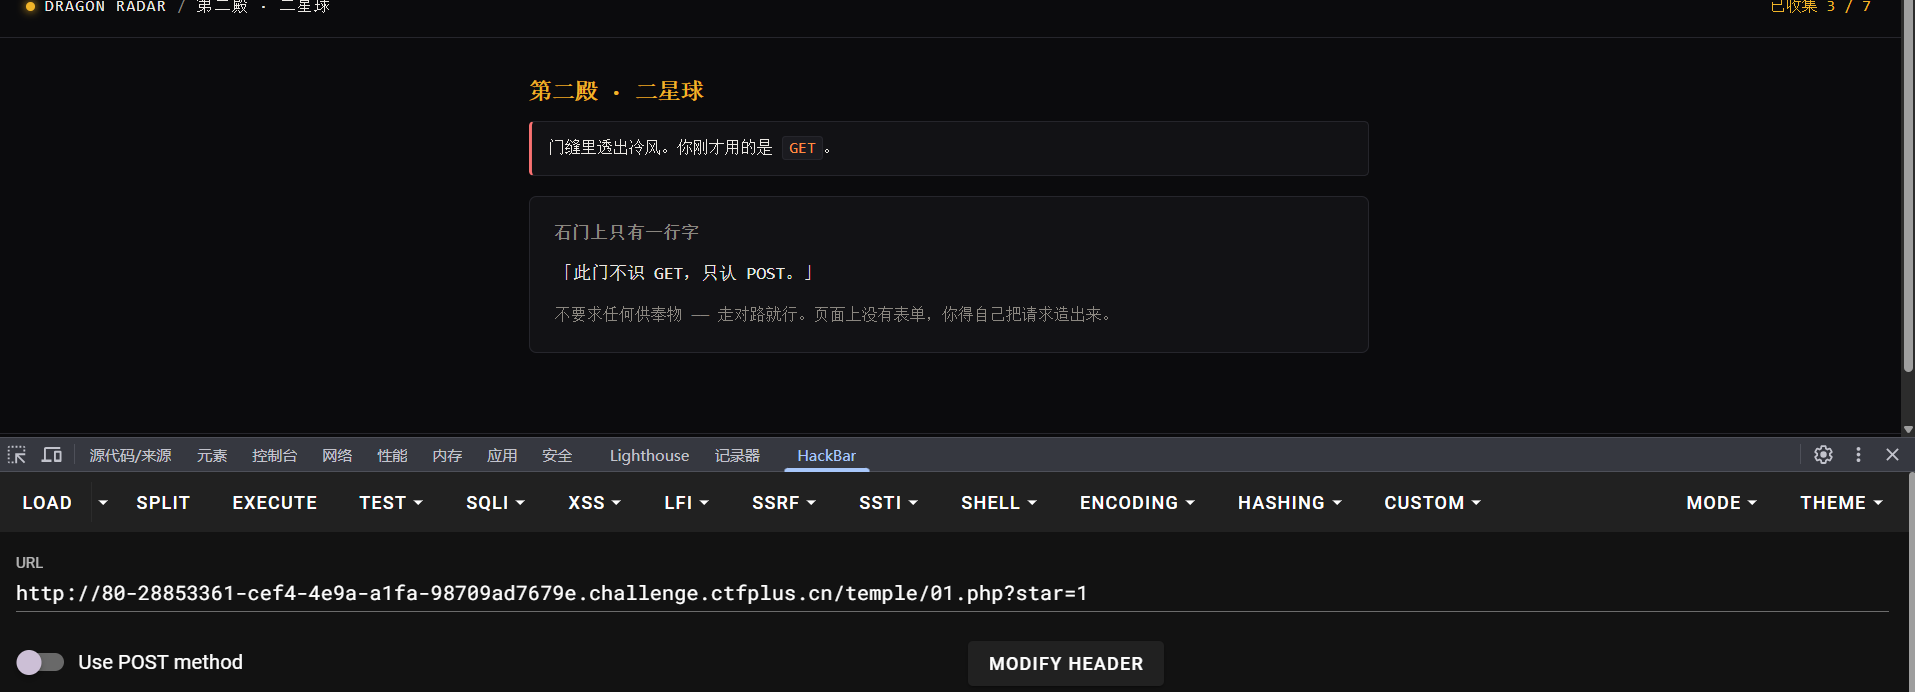 DRAGON RADAR / 第二殿 · 二星球
已收集 3 / 7
第二殿 · 二星球
门缝里透出冷风。你刚才用的是 GET。
石门上只有一行字
「此门不识 GET，只认 POST。」
不要求任何供奉物 —— 走对路就行。页面上没有表单，你得自己把请求造出来。
源代码/来源 元素 控制台 网络 性能 内存 应用 安全 Lighthouse 记录器 HackBar
LOAD SPLIT EXECUTE TEST SQLI XSS LFI SSRF SSTI SHELL ENCODING HASHING CUSTOM MODE THEME
URL
http://80-28853361-cef4-4e9a-a1fa-98709ad7679e.challenge.ctfplus.cn/temple/01.php?star=1
Use POST method
MODIFY HEADER